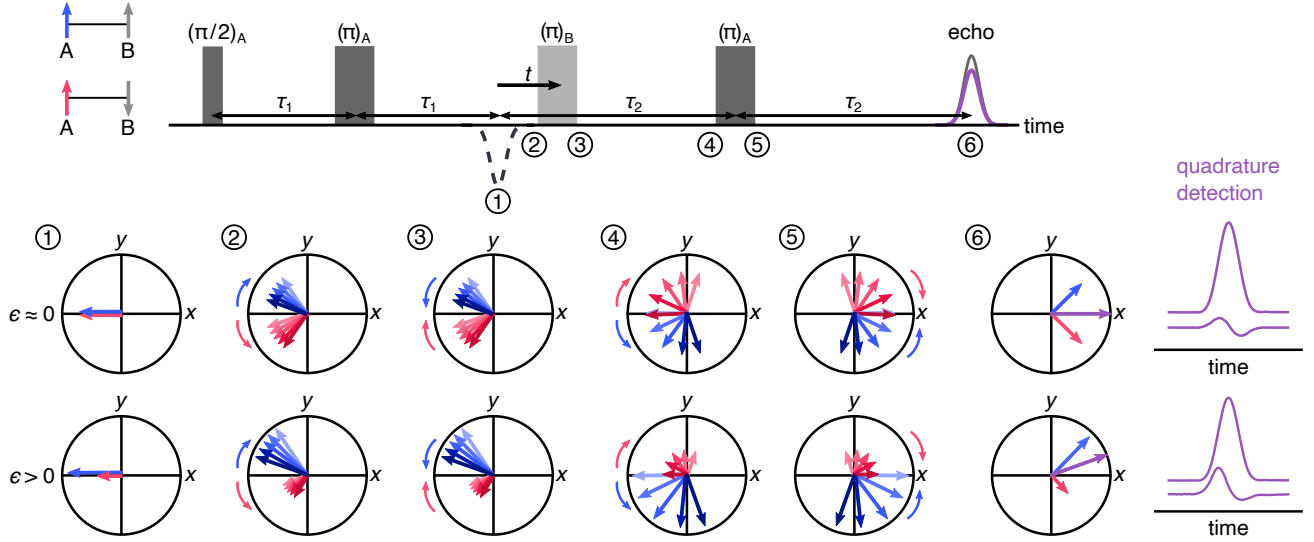 A B
A B
(π/2)A (π)A (π)B (π)A echo
t
τ1 τ1 τ2 τ2
time
② ③ ④ ⑤ ⑥
①
quadrature
detection
① ② ③ ④ ⑤ ⑥
y y y y y y
ϵ ≈ 0 x x x x x x
time
y y y y y y
ϵ > 0 x x x x x x
time